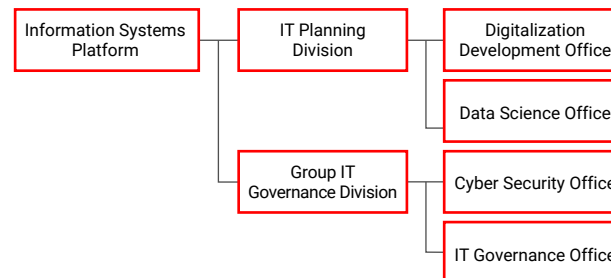 Information Systems
Platform
IT Planning
Division
Digitalization
Development Office
Data Science Office
Group IT
Governance Division
Cyber Security Office
IT Governance Office